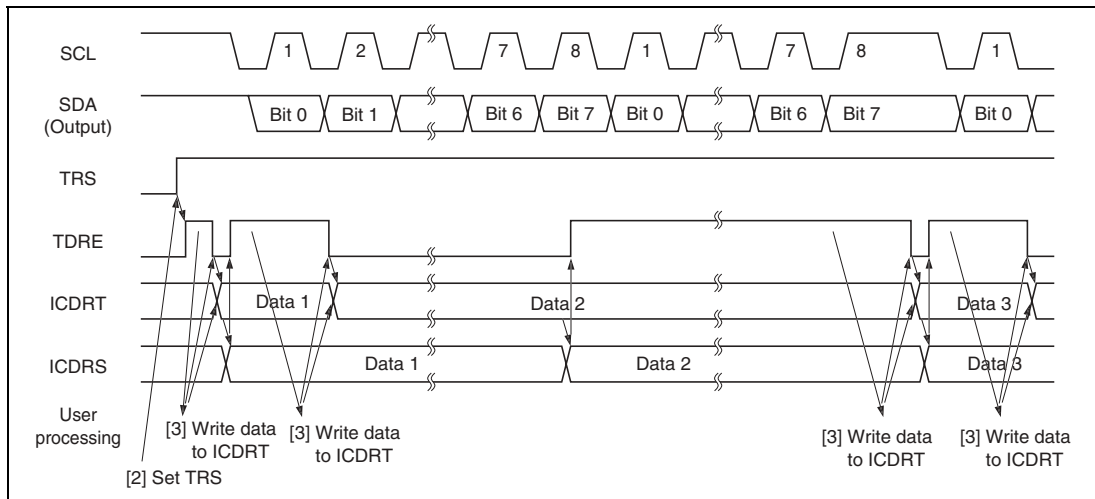 SCL 1 2 7 8 1 7 8 1
SDA
(Output)
Bit 0 Bit 1 Bit 6 Bit 7 Bit 0 Bit 6 Bit 7 Bit 0
TRS
TDRE
ICDRT Data 1 Data 2 Data 3
ICDRS Data 1 Data 2 Data 3
User
processing
[3] Write data
to ICDRT
[3] Write data
to ICDRT
[3] Write data
to ICDRT
[3] Write data
to ICDRT
[2] Set TRS